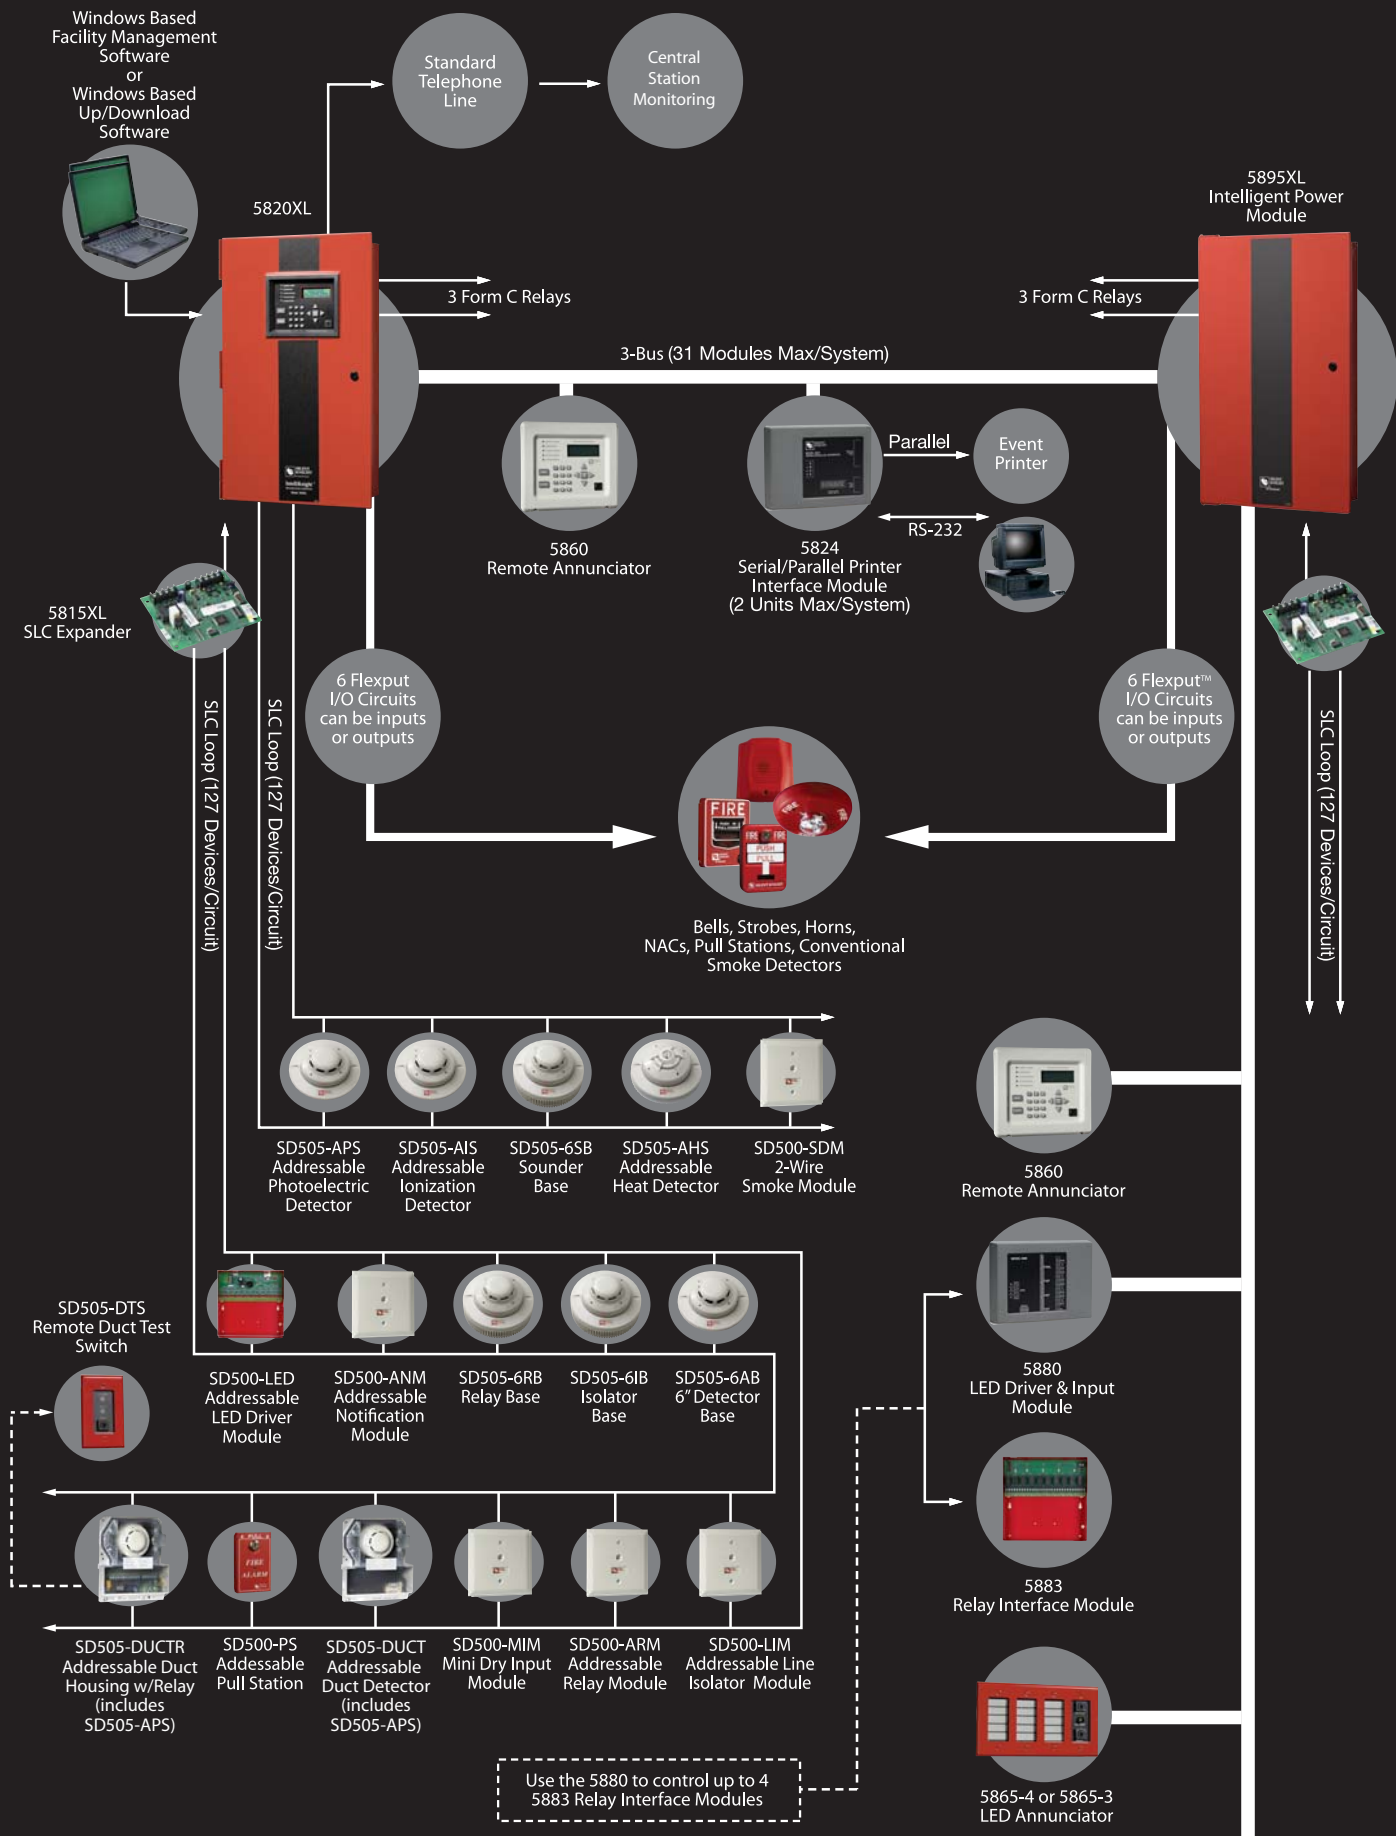 Windows Based
Facility Management
Software
or
Windows Based
Up/Download
Software
Standard
Telephone
Line
Central
Station
Monitoring
5820XL
5895XL
Intelligent Power
Module
3 Form C Relays
3 Form C Relays
3-Bus (31 Modules Max/System)
5860
Remote Annunciator
5824
Serial/Parallel Printer
Interface Module
(2 Units Max/System)
Parallel
Event
Printer
RS-232
5815XL
SLC Expander
SLC Loop (127 Devices/Circuit)
SLC Loop (127 Devices/Circuit)
6 Flexput
I/O Circuits
can be inputs
or outputs
6 Flexput™
I/O Circuits
can be inputs
or outputs
SLC Loop (127 Devices/Circuit)
FIRE
FIRE
FIRE
FIRE
FIRE
PUSH
PULL
Bells, Strobes, Horns,
NACs, Pull Stations, Conventional
Smoke Detectors
SD505-APS
Addressable
Photoelectric
Detector
SD505-AIS
Addressable
Ionization
Detector
SD505-6SB
Sounder
Base
SD505-AHS
Addressable
Heat Detector
SD500-SDM
2-Wire
Smoke Module
5860
Remote Annunciator
SD505-DTS
Remote Duct Test
Switch
SD500-LED
Addressable
LED Driver
Module
SD500-ANM
Addressable
Notification
Module
SD505-6RB
Relay Base
SD505-6IB
Isolator
Base
SD505-6AB
6” Detector
Base
5880
LED Driver & Input
Module
PULL
FIRE
ALARM
5883
Relay Interface Module
SD505-DUCTR
Addressable Duct
Housing w/Relay
(includes
SD505-APS)
SD500-PS
Addessable
Pull Station
SD505-DUCT
Addressable
Duct Detector
(includes
SD505-APS)
SD500-MIM
Mini Dry Input
Module
SD500-ARM
Addressable
Relay Module
SD500-LIM
Addressable Line
Isolator Module
Use the 5880 to control up to 4
5883 Relay Interface Modules
5865-4 or 5865-3
LED Annunciator